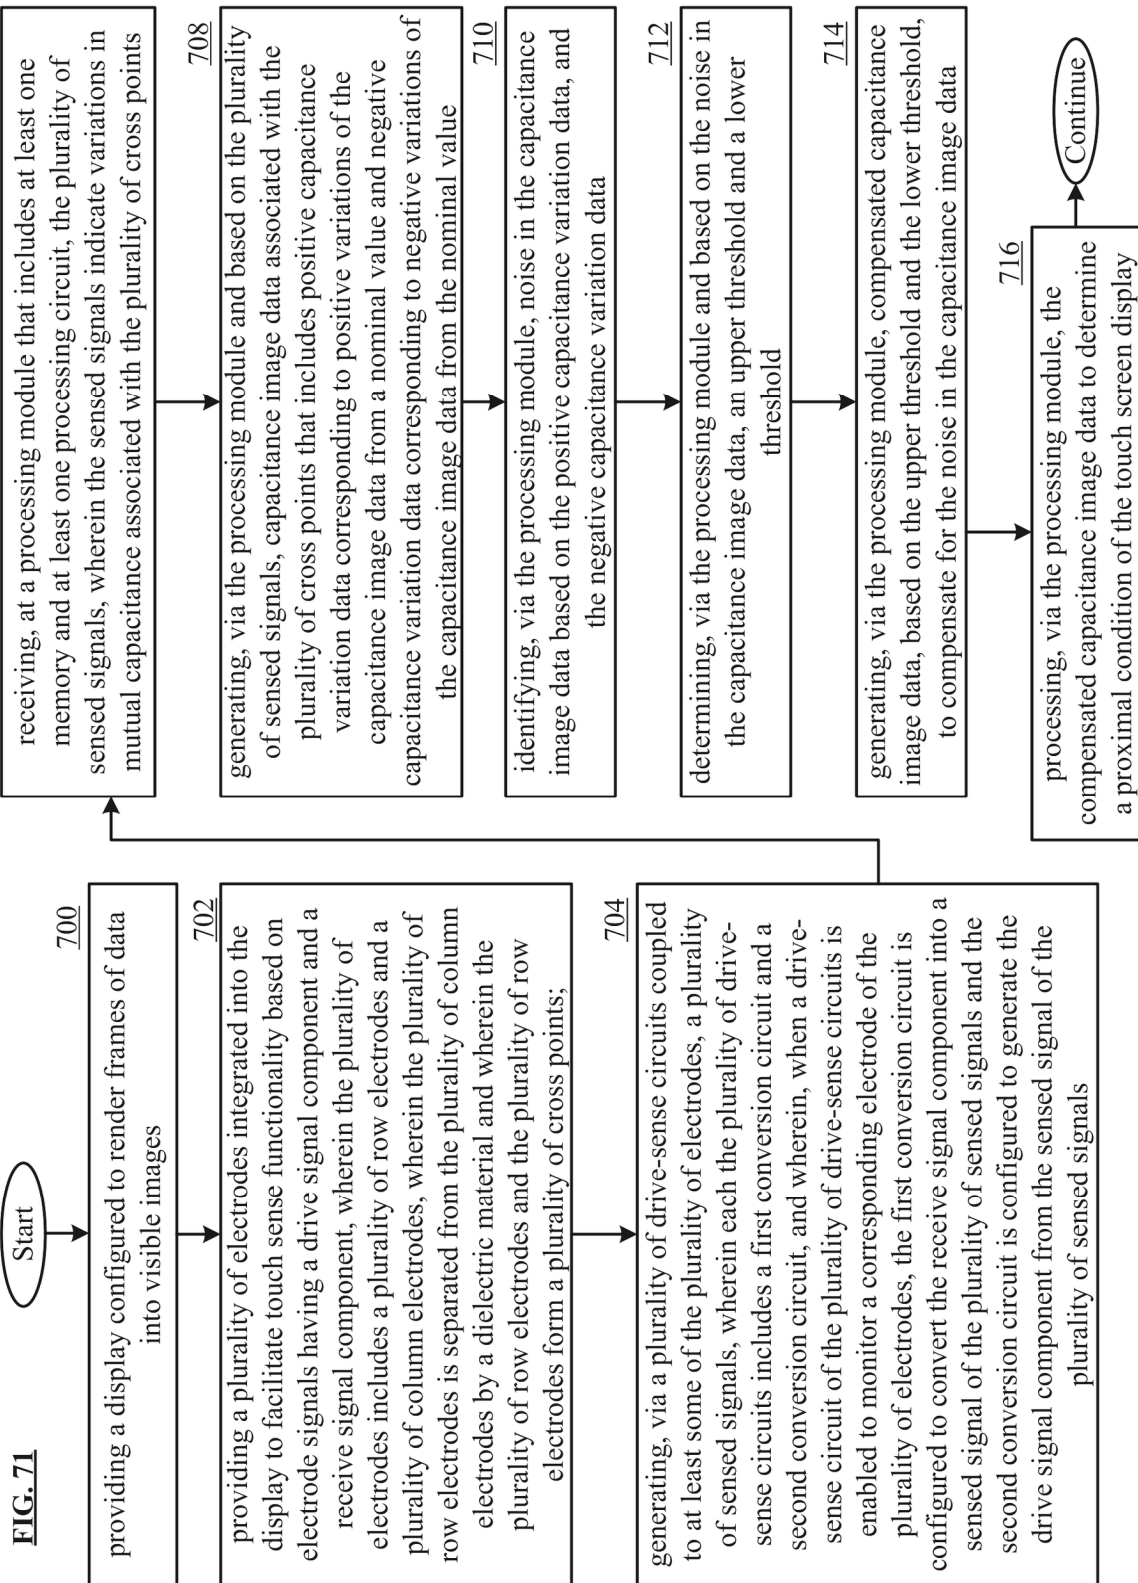 FIG. 71
Start
700
providing a display configured to render frames of data
into visible images
702
providing a plurality of electrodes integrated into the
display to facilitate touch sense functionality based on
electrode signals having a drive signal component and a
receive signal component, wherein the plurality of
electrodes includes a plurality of row electrodes and a
plurality of column electrodes, wherein the plurality of
row electrodes is separated from the plurality of column
electrodes by a dielectric material and wherein the
plurality of row electrodes and the plurality of row
electrodes form a plurality of cross points;
704
generating, via a plurality of drive-sense circuits coupled
to at least some of the plurality of electrodes, a plurality
of sensed signals, wherein each the plurality of drive-
sense circuits includes a first conversion circuit and a
second conversion circuit, and wherein, when a drive-
sense circuit of the plurality of drive-sense circuits is
enabled to monitor a corresponding electrode of the
plurality of electrodes, the first conversion circuit is
configured to convert the receive signal component into a
sensed signal of the plurality of sensed signals and the
second conversion circuit is configured to generate the
drive signal component from the sensed signal of the
plurality of sensed signals
receiving, at a processing module that includes at least one
memory and at least one processing circuit, the plurality of
sensed signals, wherein the sensed signals indicate variations in
mutual capacitance associated with the plurality of cross points
708
generating, via the processing module and based on the plurality
of sensed signals, capacitance image data associated with the
plurality of cross points that includes positive capacitance
variation data corresponding to positive variations of the
capacitance image data from a nominal value and negative
capacitance variation data corresponding to negative variations of
the capacitance image data from the nominal value
710
identifying, via the processing module, noise in the capacitance
image data based on the positive capacitance variation data, and
the negative capacitance variation data
712
determining, via the processing module and based on the noise in
the capacitance image data, an upper threshold and a lower
threshold
714
generating, via the processing module, compensated capacitance
image data, based on the upper threshold and the lower threshold,
to compensate for the noise in the capacitance image data
716
processing, via the processing module, the
compensated capacitance image data to determine
a proximal condition of the touch screen display
Continue